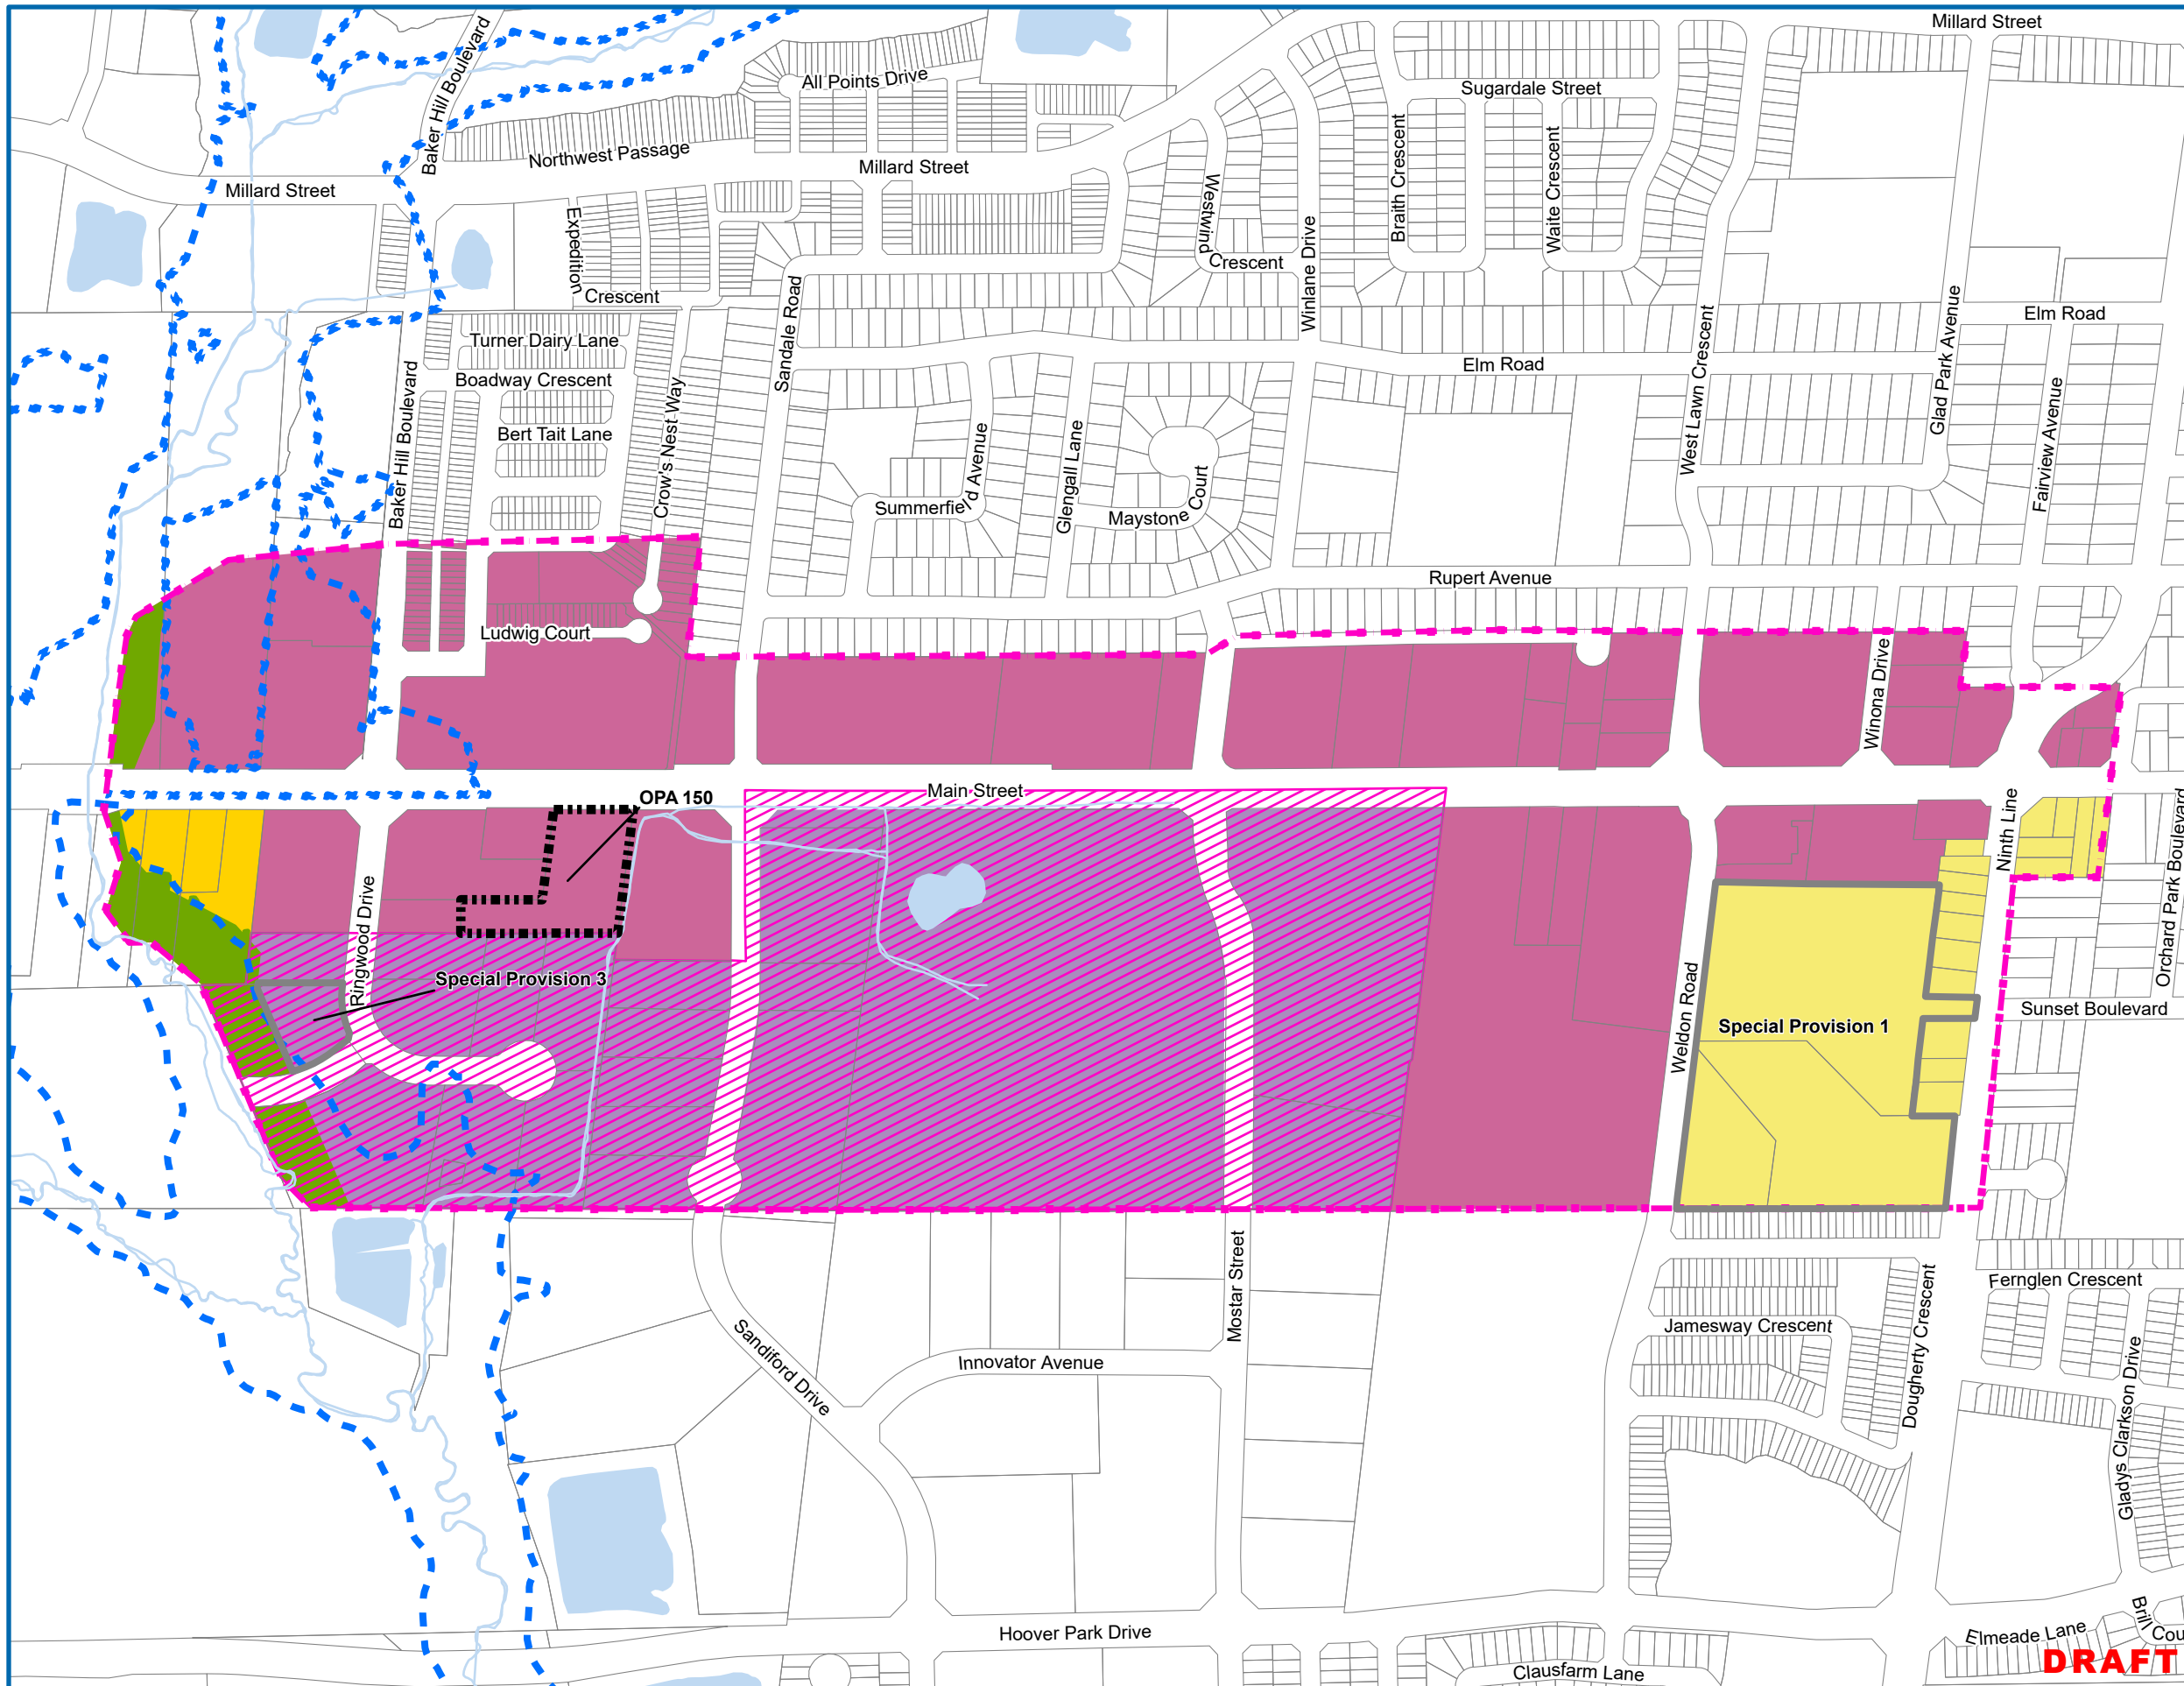 Millard Street
Baker Hill Boulevard
All Points Drive
Sugardale Street
Northwest Passage
Millard Street
Millard Street
Braith Crescent
Waite Crescent
Westwind
Crescent
Winlane Drive
Expedition
Crescent
Sandale Road
Glad Park Avenue
Elm Road
Turner Dairy Lane
Boadway Crescent
Baker Hill Boulevard
Bert Tait Lane
Crow's Nest Way
Elm Road
West Lawn Crescent
Fairview Avenue
Summerfield Avenue
Glengall Lane
Maystone Court
Rupert Avenue
Ludwig Court
Winona Drive
Main Street
OPA 150
Ninth Line
Orchard Park Boulevard
Ringwood Drive
Special Provision 3
Weldon Road
Special Provision 1
Sunset Boulevard
Mostar Street
Sandiford Drive
Innovator Avenue
Fernglen Crescent
Jamesway Crescent
Dougherty Crescent
Gladys Clarkson Drive
Hoover Park Drive
Clausfarm Lane
Elmeade Lane
Brill
Cou
DRAFT